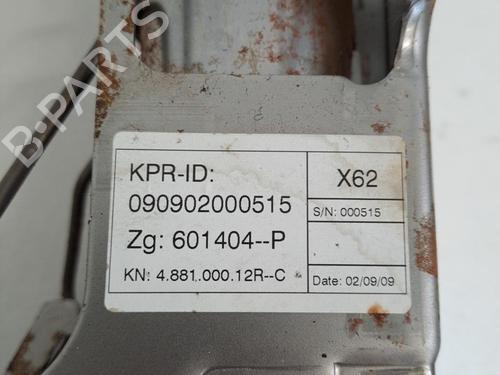 B-PARTS
KPR-ID:
090902000515
Zg: 601404--P
KN: 4.881.000.12R--C
X62
S/N: 000515
Date: 02/09/09